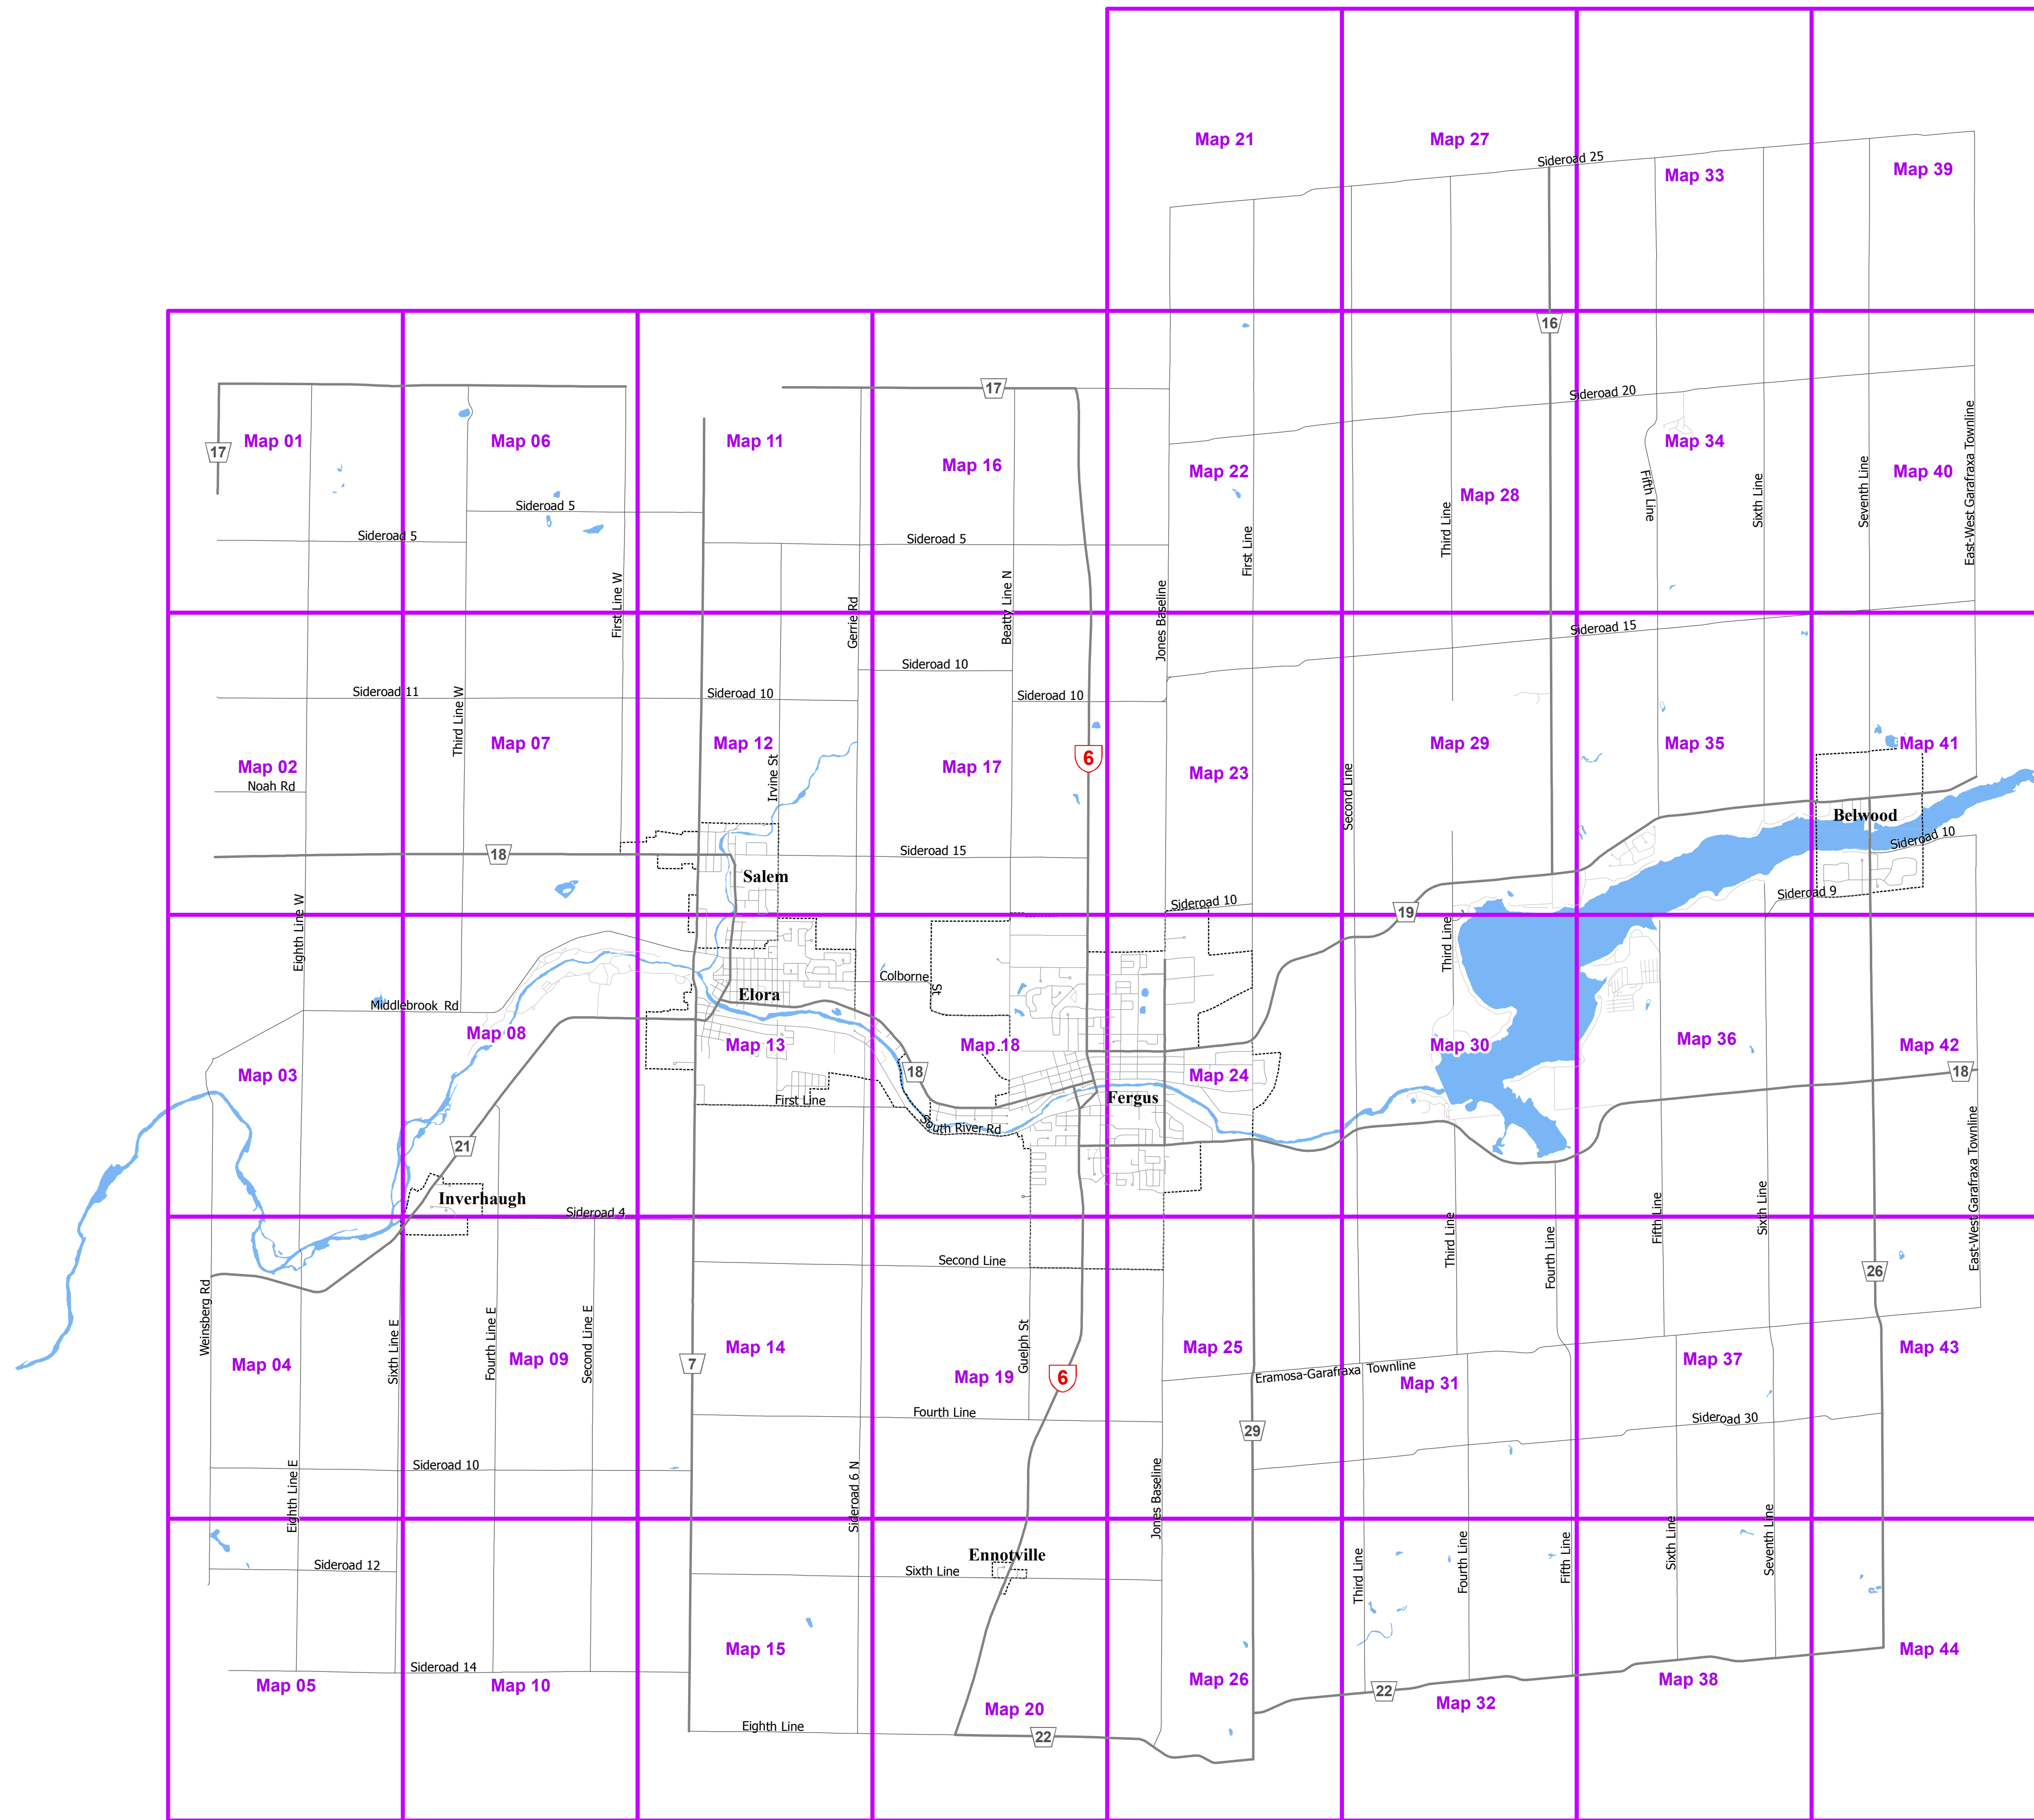 Map 21
Map 27
Sideroad 25
Map 33
Map 39
16
17
Sideroad 20
Map 01
Map 06
Map 11
Map 16
Map 22
Map 28
Map 34
Map 40
17
Fifth Line
Sixth Line
Seventh Line
East-West Garafraxa Townline
Third Line
First Line
Sideroad 5
Sideroad 5
Sideroad 5
First Line W
Gerrie Rd
Beatty Line N
Jones Baseline
Sideroad 15
Sideroad 10
Sideroad 11
Sideroad 10
Sideroad 10
Third Line W
Map 02
Map 07
Map 12
Map 17
6
Map 23
Map 29
Map 35
Map 41
Noah Rd
Irvine St
Second Line
Belwood
Sideroad 10
18
Sideroad 15
Salem
Sideroad 9
Sideroad 10
19
Eighth Line W
Third Line
Colborne
St
Elora
Middlebrook Rd
Map 08
Map 13
Map 18
Map 30
Map 36
Map 42
Map 03
18
Map 24
18
First Line
Fergus
South River Rd
21
East-West Garafraxa Townline
Inverhaugh
Sideroad 4
Third Line
Fourth Line
Fifth Line
Sixth Line
Second Line
26
Weinsberg Rd
Sixth Line E
Fourth Line E
Second Line E
Guelph St
Map 04
Map 09
7
Map 14
Map 19
6
Map 25
Eramosa-Garafraxa Townline
Map 31
Map 37
Map 43
Fourth Line
29
Sideroad 30
Sideroad 10
Eighth Line E
Sideroad 6 N
Jones Baseline
Third Line
Fourth Line
Fifth Line
Sixth Line
Seventh Line
Ennotville
Sideroad 12
Sixth Line
Map 15
Map 44
Sideroad 14
Map 05
Map 10
Map 26
Map 38
22
Map 32
Map 20
Eighth Line
22